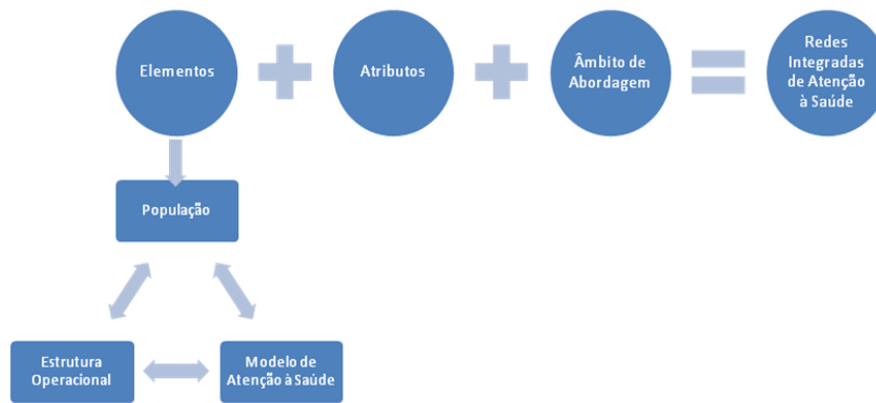 Elementos
Atributos
Âmbito de
Abordagem
Redes
Integradas
de Atenção
à Saúde
População
Estrutura
Operacional
Modelo de
Atenção à Saúde